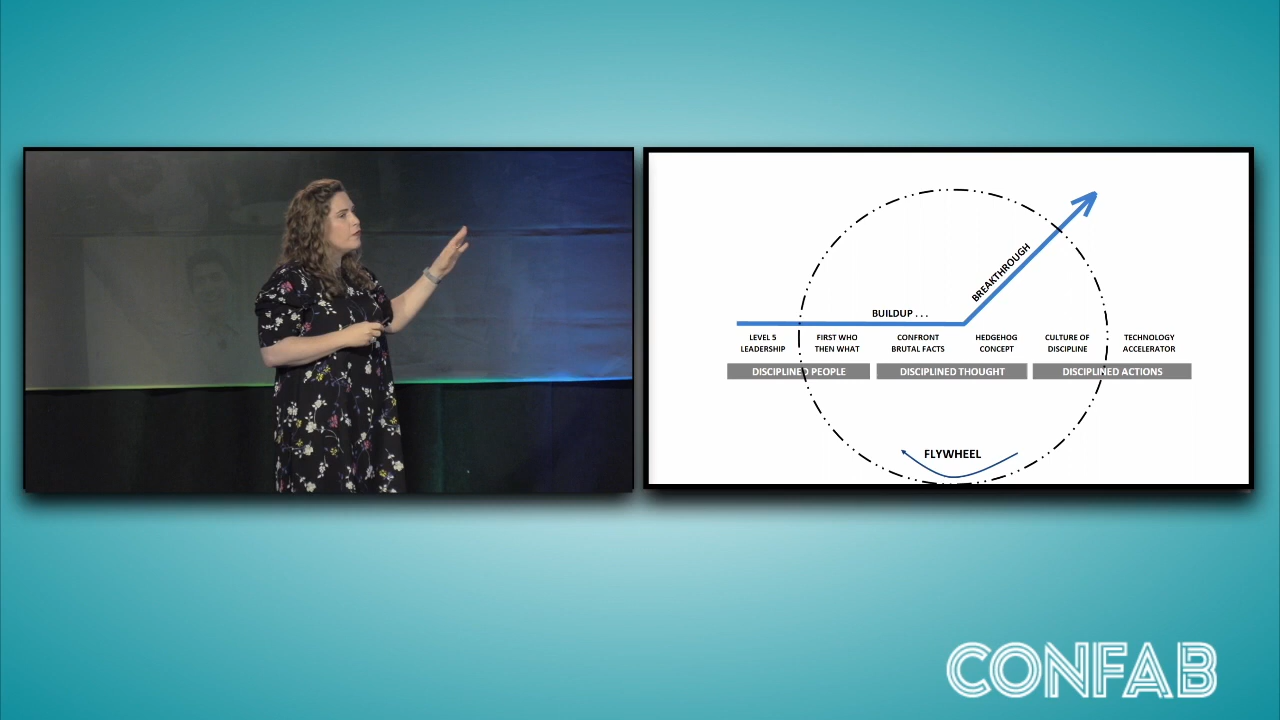 BREAKTHROUGH
BUILDUP . . .
LEVEL 5
LEADERSHIP
FIRST WHO
THEN WHAT
CONFRONT
BRUTAL FACTS
HEDGEHOG
CONCEPT
CULTURE OF
DISCIPLINE
TECHNOLOGY
ACCELERATOR
DISCIPLINED PEOPLE
DISCIPLINED THOUGHT
DISCIPLINED ACTIONS
FLYWHEEL
CONFAB